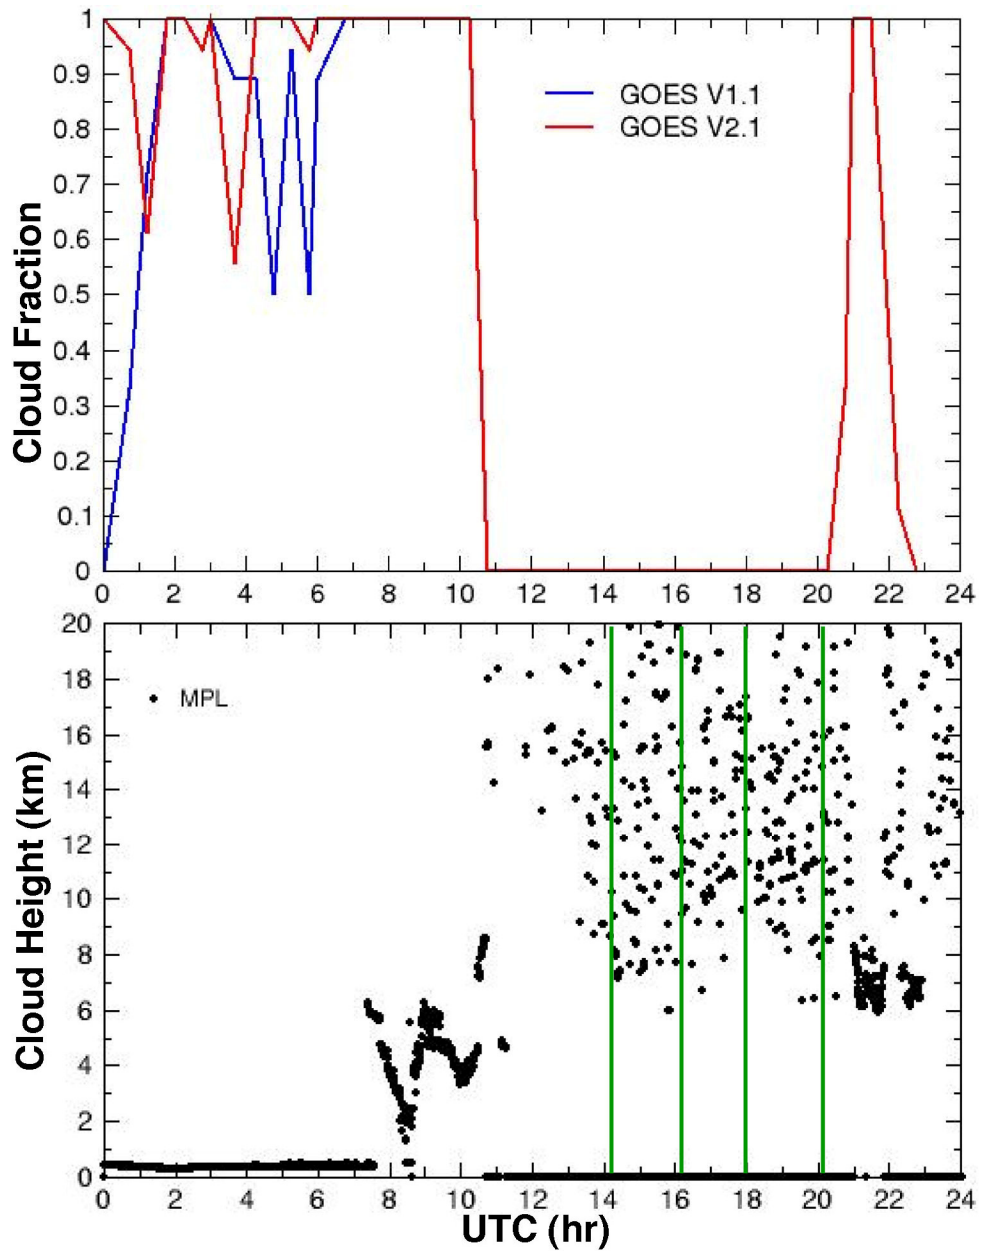 1
0.9
0.8
0.7
0.6
0.5
0.4
0.3
0.2
0.1
0
Cloud Fraction
GOES V1.1
GOES V2.1
0 2 4 6 8 10 12 14 16 18 20 22 24
20
18
16
14
12
10
8
6
4
2
0
Cloud Height (km)
MPL
0 2 4 6 8 10 12 14 16 18 20 22 24
UTC (hr)